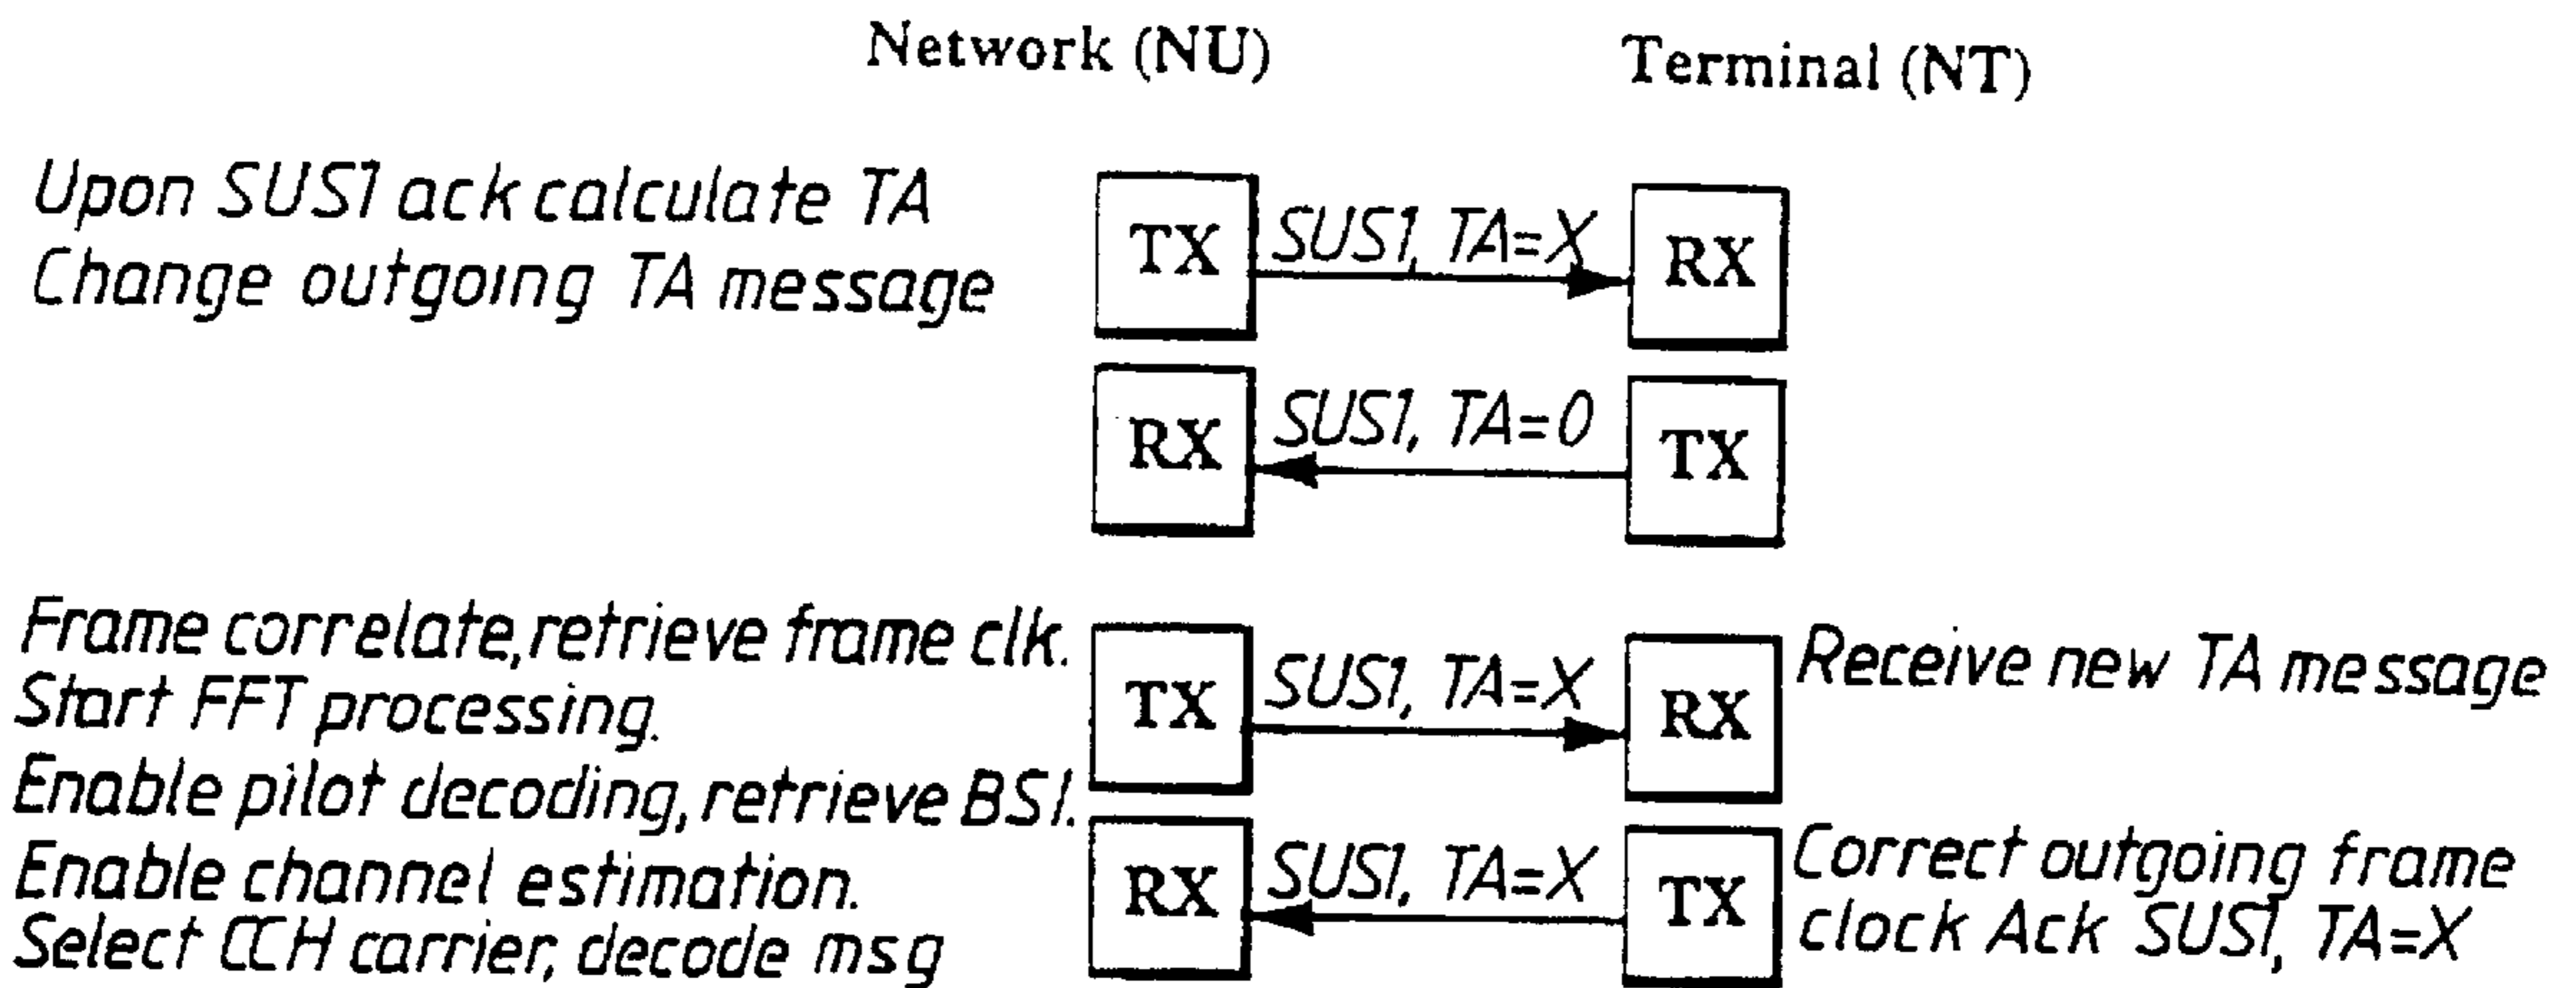 Network (NU) Terminal (NT)
Upon SUS1 ack calculate TA
Change outgoing TA message
TX SUS1, TA=X RX
RX SUS1, TA=0 TX
Frame correlate, retrieve frame clk.
Start FFT processing.
Enable pilot decoding, retrieve BSI.
Enable channel estimation.
Select CCH carrier, decode msg
TX SUS1, TA=X RX
Receive new TA message
RX SUS1, TA=X TX
Correct outgoing frame
clock Ack SUS1, TA=X